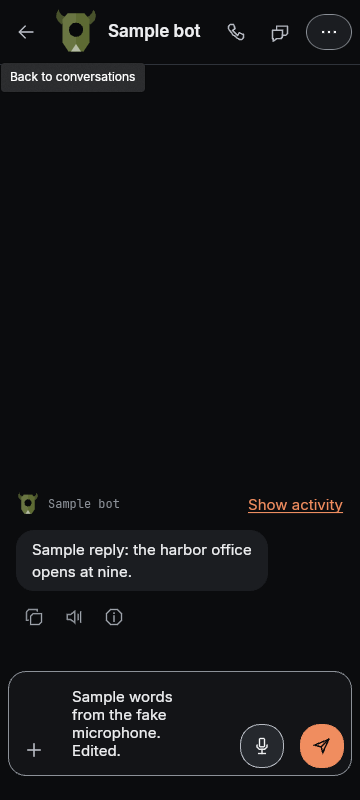 Sample bot
Back to conversations
Sample bot
Show activity
Sample reply: the harbor office
opens at nine.
Sample words
from the fake
microphone.
Edited.